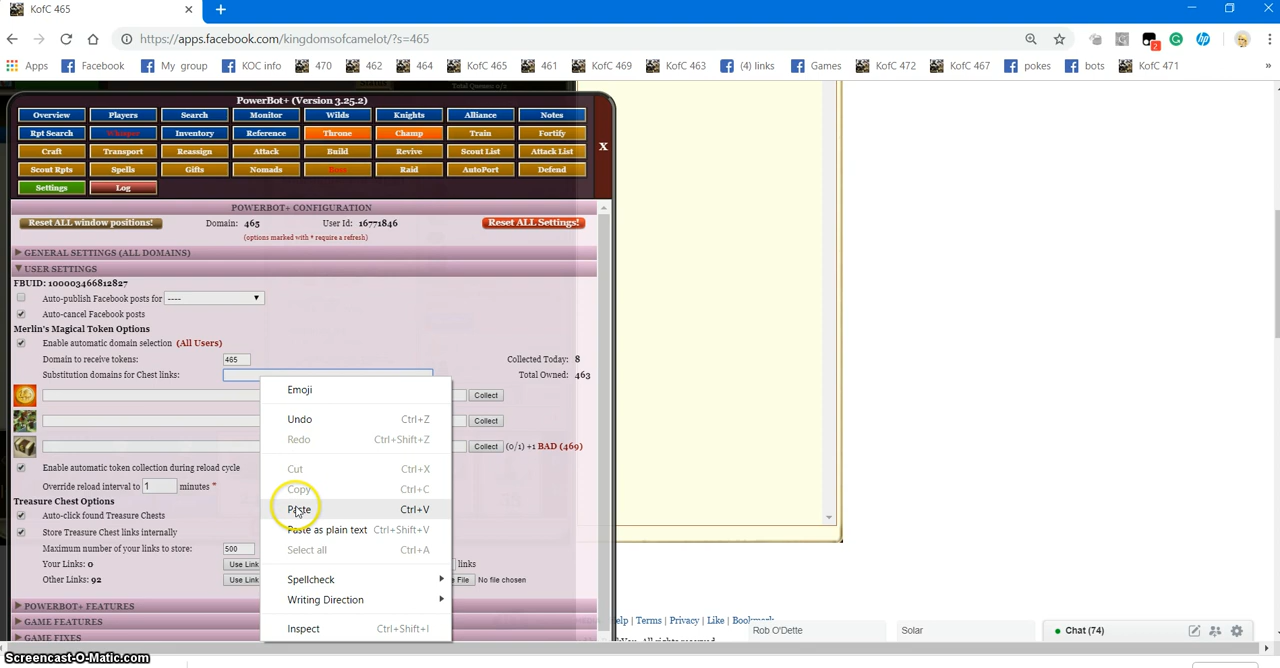 KofC 465
https://apps.facebook.com/kingdomsofcamelot/?s=465
Apps Facebook My group KOC info 470 462 464 KofC 465 461 KofC 469 KofC 463 (4) links Games KofC 472 KofC 467 pokes bots KofC 471 »
PowerBot+ (Version 3.25.2)
Overview Players Search Monitor Wilds Knights Alliance Notes
Rpt Search Whisper Inventory Reference Throne Champ Train Fortify
X
Craft Transport Reassign Attack Build Revive Scout List Attack List
Scout Rpts Spells Gifts Nomads Raid AutoPort Defend
Settings Log
POWERBOT+ CONFIGURATION
Reset ALL window positions! Domain: 465 User Id: 16771846 Reset ALL Settings!
(options marked with * require a refresh)
GENERAL SETTINGS (ALL DOMAINS)
USER SETTINGS
FBUID: 100003466812827
Auto-publish Facebook posts for ----
Auto-cancel Facebook posts
Merlin's Magical Token Options
Enable automatic domain selection (All Users)
Domain to receive tokens: 465 Collected Today: 8
Substitution domains for Chest links: Total Owned: 463
Collect
Collect
Collect (0/1) +1 BAD (469)
Enable automatic token collection during reload cycle
Override reload interval to 1 minutes *
Treasure Chest Options
Auto-click found Treasure Chests
Store Treasure Chest links internally
Maximum number of your links to store: 500
Your Links: 0 Use Link links
Other Links: 92 Use Link File No file chosen
POWERBOT+ FEATURES
GAME FEATURES
GAME FIXES
Emoji
Undo Ctrl+Z
Redo Ctrl+Shift+Z
Cut Ctrl+X
Copy Ctrl+C
Paste Ctrl+V
Paste as plain text Ctrl+Shift+V
Select all Ctrl+A
Spellcheck
Writing Direction
Inspect Ctrl+Shift+I
elp | Terms | Privacy | Like | Bookmark
Rob O'Dette Solar Chat (74)
Screencast-O-Matic.com